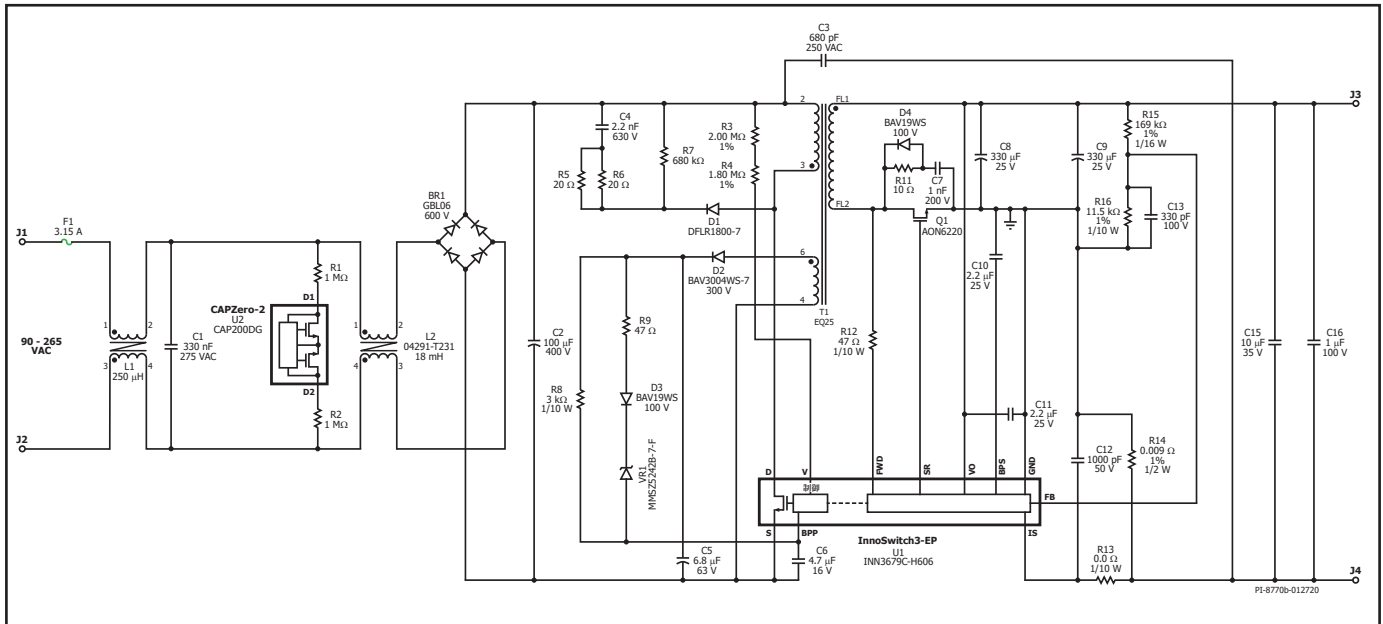 C3
680 pF
250 VAC
J3
J1
F1
3.15 A
90 - 265
VAC
J2
1
2
3
4
L1
250 μH
C1
330 nF
275 VAC
R1
1 MΩ
D1
CAPZero-2
U2
CAP200DG
D2
R2
1 MΩ
1
2
4
3
L2
04291-T231
18 mH
BR1
GBL06
600 V
C2
100 μF
400 V
C4
2.2 nF
630 V
R5
20 Ω
R6
20 Ω
R7
680 kΩ
R3
2.00 MΩ
1%
R4
1.80 MΩ
1%
D1
DFLR1800-7
D2
BAV3004WS-7
300 V
R9
47 Ω
R8
3 kΩ
1/10 W
D3
BAV19WS
100 V
VR1
MMSZ5242B-7-F
C5
6.8 μF
63 V
C6
4.7 μF
16 V
2
3
6
4
T1
EQ25
FL1
FL2
D4
BAV19WS
100 V
R11
10 Ω
C7
1 nF
200 V
Q1
AON6220
C8
330 μF
25 V
C9
330 μF
25 V
R15
169 kΩ
1%
1/16 W
R16
11.5 kΩ
1%
1/10 W
C13
330 pF
100 V
C10
2.2 μF
25 V
R12
47 Ω
1/10 W
C11
2.2 μF
25 V
C12
1000 pF
50 V
R14
0.009 Ω
1%
1/2 W
C15
10 μF
35 V
C16
1 μF
100 V
D
V
FWD
SR
VO
BPS
GND
FB
S
BPP
IS
InnoSwitch3-EP
U1
INN3679C-H606
R13
0.0 Ω
1/10 W
J4
PI-8770b-012720